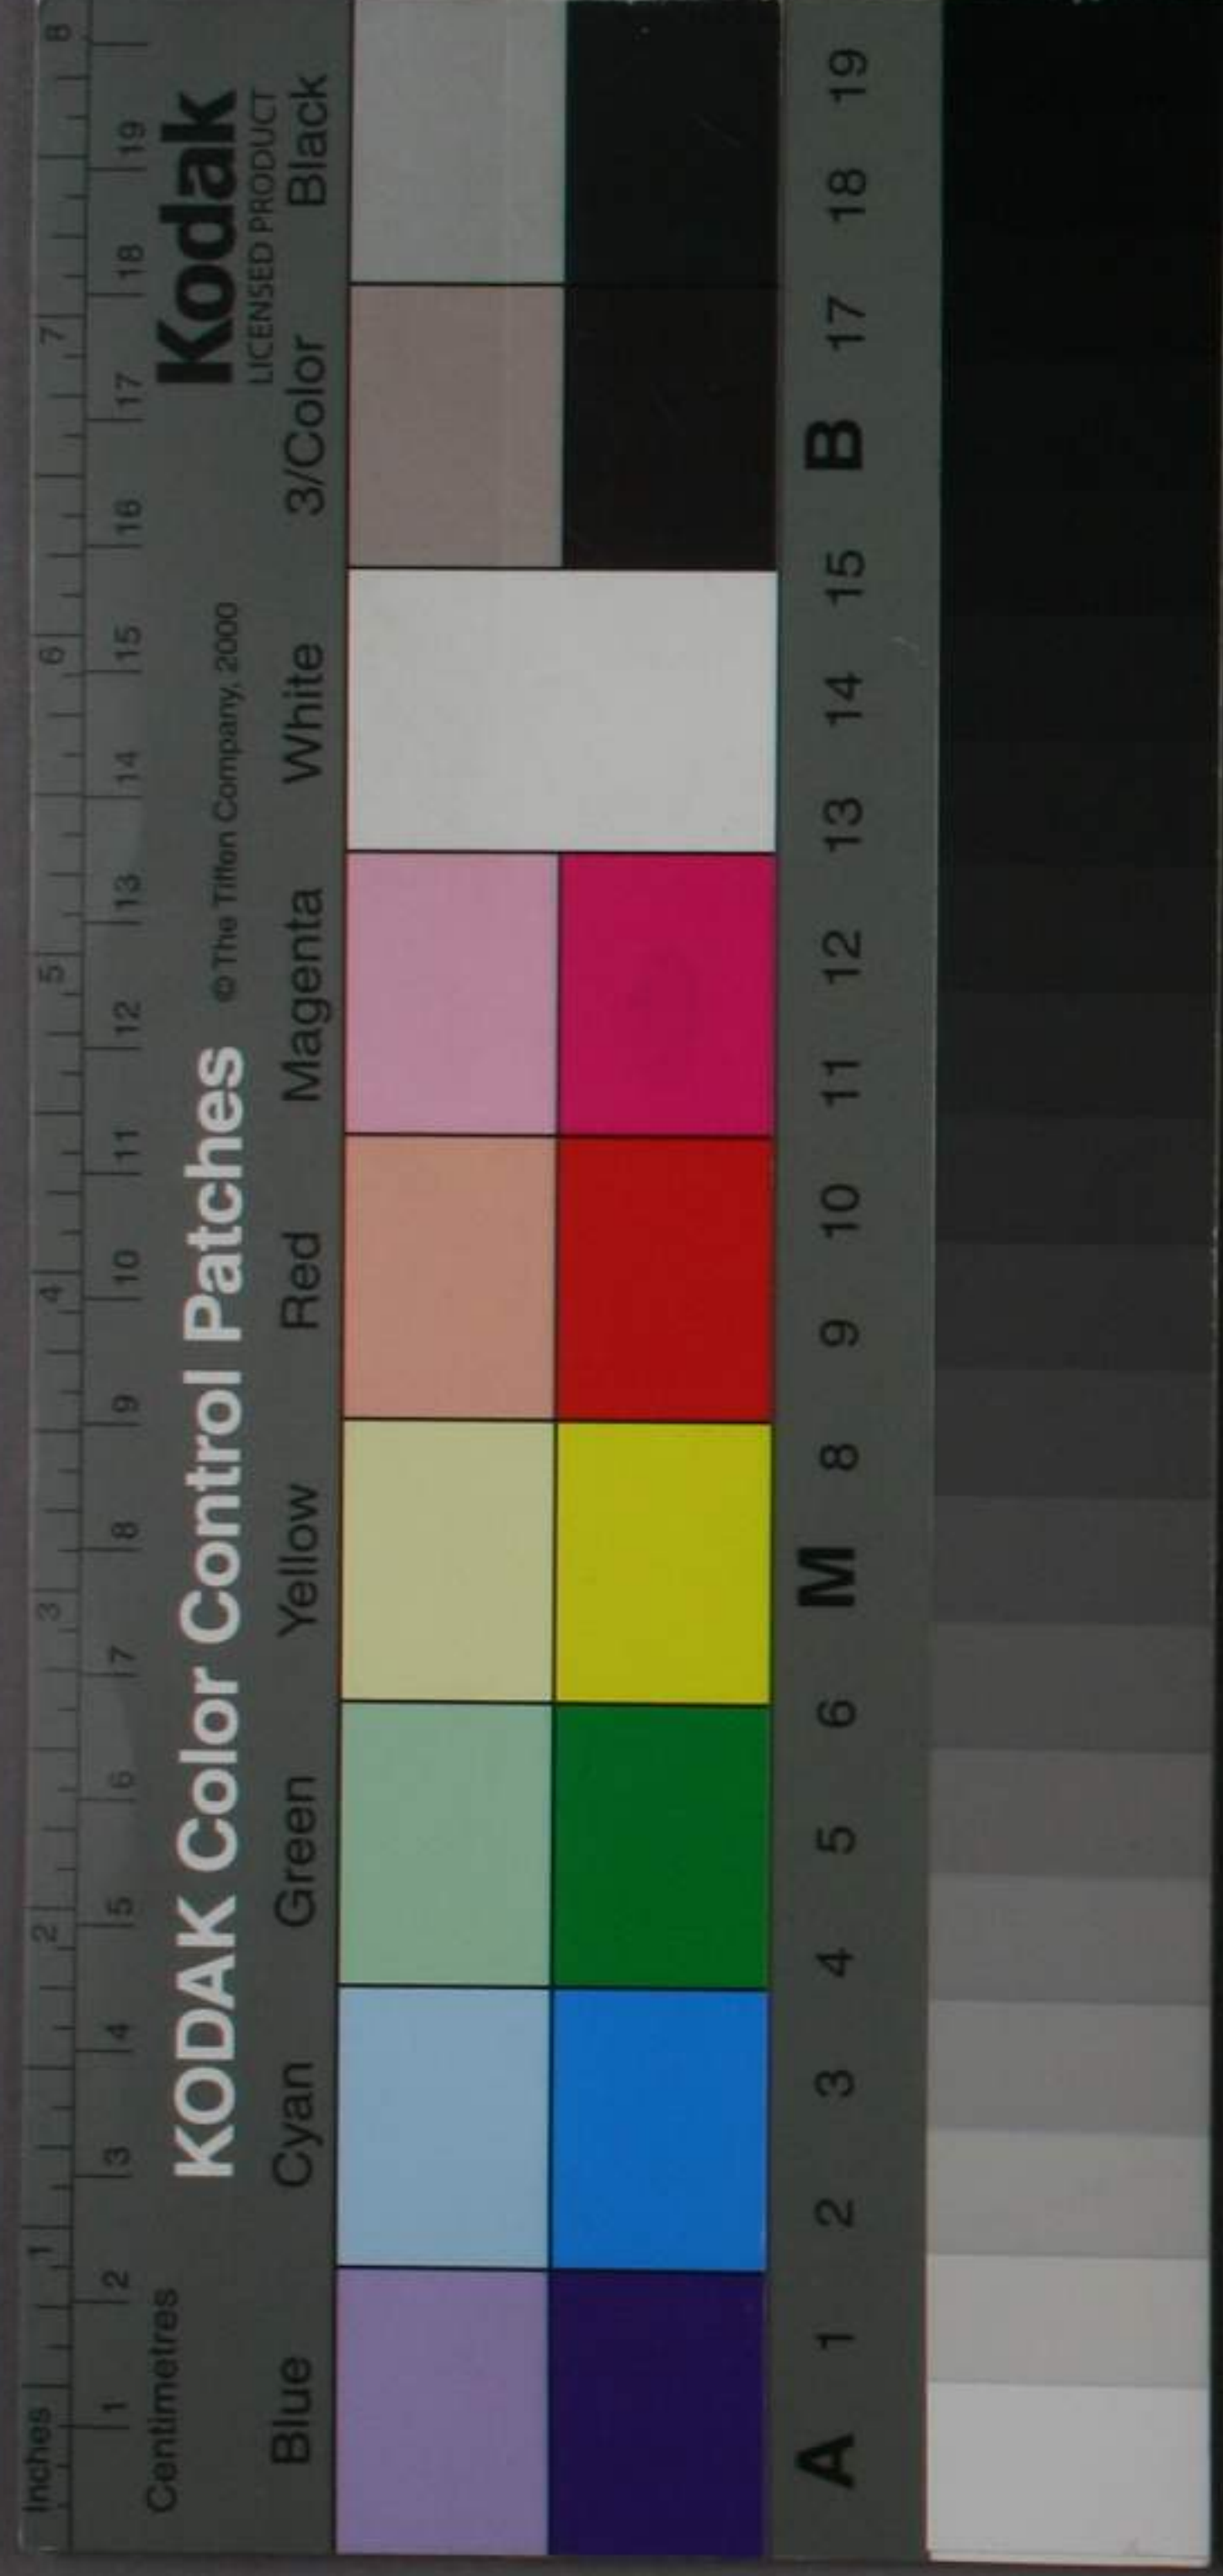 Inches 1 2 3 4 5 6 7 8
Centimetres 1 2 3 4 5 6 7 8 9 10 11 12 13 14 15 16 17 18 19
KODAK Color Control Patches © The Tiffen Company, 2000 Kodak
LICENSED PRODUCT
Blue Cyan Green Yellow Red Magenta White 3/Color Black
A 1 2 3 4 5 6 M 8 9 10 11 12 13 14 15 B 17 18 19